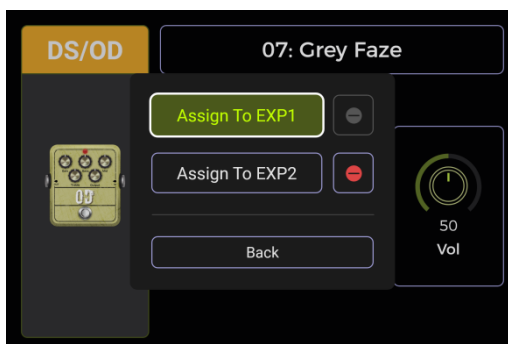 DS/OD
07: Grey Faze
Assign To EXP1
Assign To EXP2
Back
50
Vol